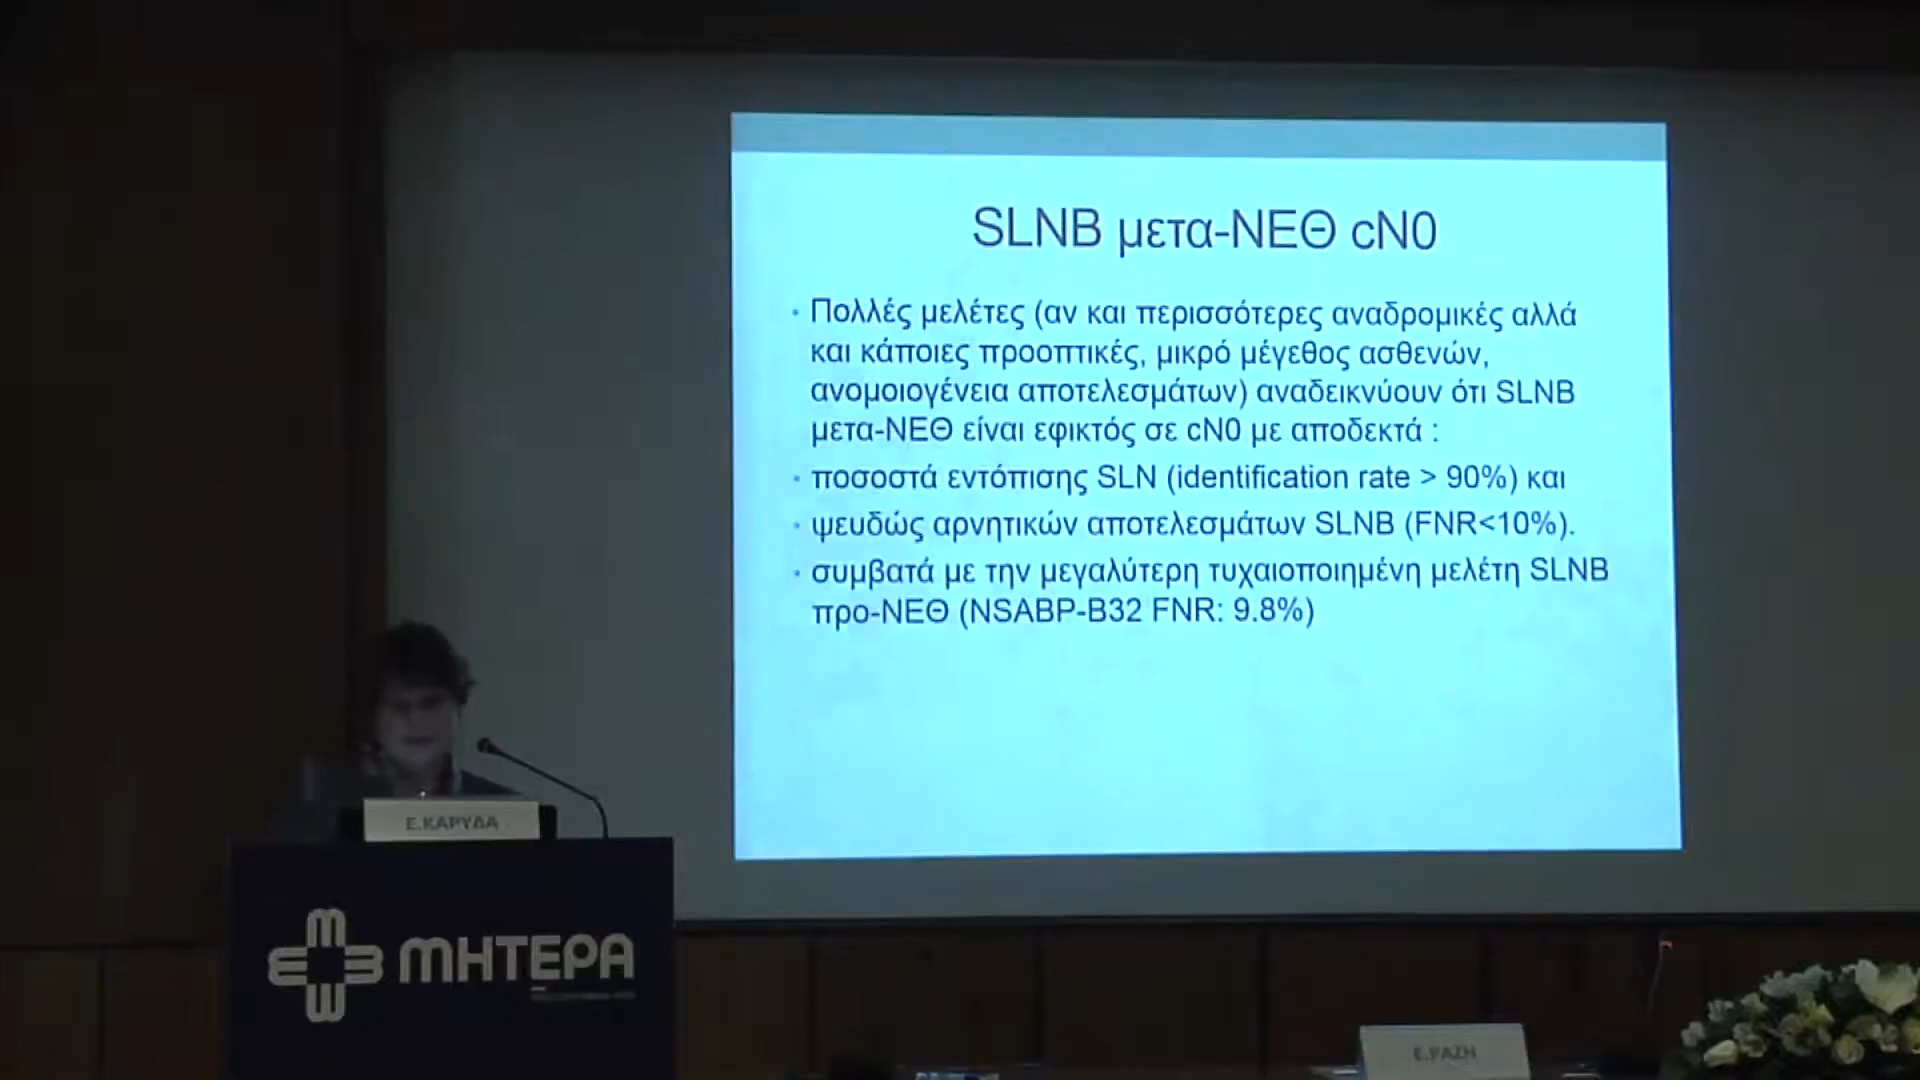 SLNB μετα-ΝΕΘ cN0
· Πολλές μελέτες (αν και περισσότερες αναδρομικές αλλά
και κάποιες προοπτικές, μικρό μέγεθος ασθενών,
ανομοιογένεια αποτελεσμάτων) αναδεικνύουν ότι SLNB
μετα-ΝΕΘ είναι εφικτός σε cN0 με αποδεκτά :
· ποσοστά εντόπισης SLN (identification rate > 90%) και
· ψευδώς αρνητικών αποτελεσμάτων SLNB (FNR<10%).
· συμβατά με την μεγαλύτερη τυχαιοποιημένη μελέτη SLNB
προ-ΝΕΘ (NSABP-B32 FNR: 9.8%)
Ε.ΚΑΡΥΔΑ
ΜΗΤΕΡΑ
Ε.ΡΑΖΗ